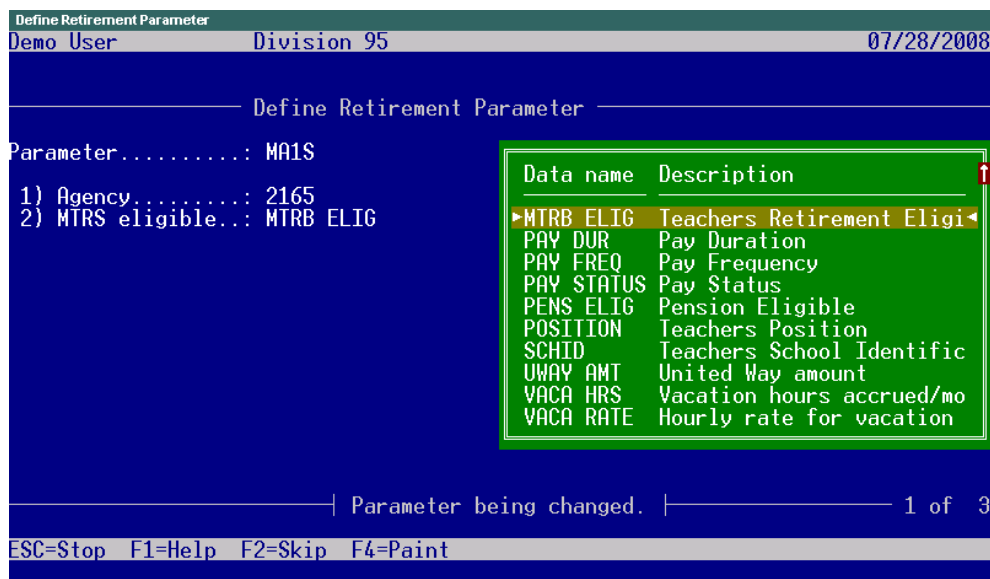 Define Retirement Parameter
Demo User Division 95 07/28/2008
Define Retirement Parameter
Parameter..........: MA1S
1) Agency..........: 2165
2) MTRS eligible..: MTRB ELIG
Data name Description
MTRB ELIG Teachers Retirement Eligi
PAY DUR Pay Duration
PAY FREQ Pay Frequency
PAY STATUS Pay Status
PENS ELIG Pension Eligible
POSITION Teachers Position
SCHID Teachers School Identific
UWAY AMT United Way amount
VACA HRS Vacation hours accrued/mo
VACA RATE Hourly rate for vacation
Parameter being changed. 1 of 3
ESC=Stop F1=Help F2=Skip F4=Paint